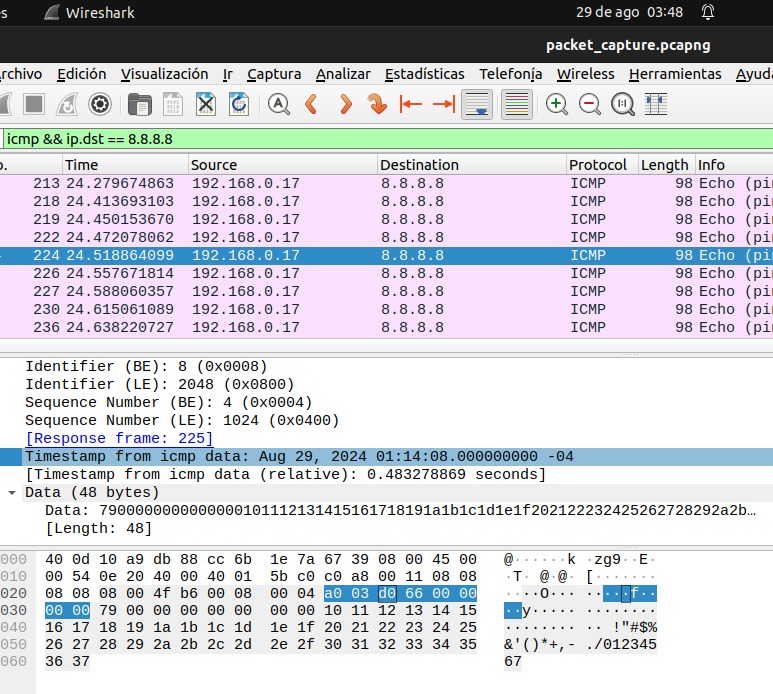 s Wireshark 29 de ago 03:48
packet_capture.pcapng
rchivo Edición Visualización Ir Captura Analizar Estadísticas Telefonía Wireless Herramientas Ayuda
icmp && ip.dst == 8.8.8.8
o. Time Source Destination Protocol Length Info
213 24.279674863 192.168.0.17 8.8.8.8 ICMP 98 Echo (pin
218 24.413693103 192.168.0.17 8.8.8.8 ICMP 98 Echo (pin
219 24.450153670 192.168.0.17 8.8.8.8 ICMP 98 Echo (pin
222 24.472078062 192.168.0.17 8.8.8.8 ICMP 98 Echo (pin
224 24.518864099 192.168.0.17 8.8.8.8 ICMP 98 Echo (pin
226 24.557671814 192.168.0.17 8.8.8.8 ICMP 98 Echo (pin
227 24.588060357 192.168.0.17 8.8.8.8 ICMP 98 Echo (pin
230 24.615061089 192.168.0.17 8.8.8.8 ICMP 98 Echo (pin
236 24.638220727 192.168.0.17 8.8.8.8 ICMP 98 Echo (pin
Identifier (BE): 8 (0x0008)
Identifier (LE): 2048 (0x0800)
Sequence Number (BE): 4 (0x0004)
Sequence Number (LE): 1024 (0x0400)
[Response frame: 225]
Timestamp from icmp data: Aug 29, 2024 01:14:08.000000000 -04
[Timestamp from icmp data (relative): 0.483278869 seconds]
Data (48 bytes)
Data: 790000000000000010111213141516171819​1a1b1c1d1e1f202122232425262728292a2b…
[Length: 48]
000 40 0d 10 a9 db 88 cc 6b 1e 7a 67 39 08 00 45 00 @······k ·zg9··E·
010 00 54 0e 20 40 00 40 01 5b c0 c0 a8 00 11 08 08 ·T· @·@· [·······
020 08 08 08 00 4f b6 00 08 00 04 a0 03 d0 66 00 00 ····O··· ·····f··
030 00 00 79 00 00 00 00 00 00 00 10 11 12 13 14 15 ··y····· ········
040 16 17 18 19 1a 1b 1c 1d 1e 1f 20 21 22 23 24 25 ········ ·· !"#$%
050 26 27 28 29 2a 2b 2c 2d 2e 2f 30 31 32 33 34 35 &'()*+,- ./012345
060 36 37 67